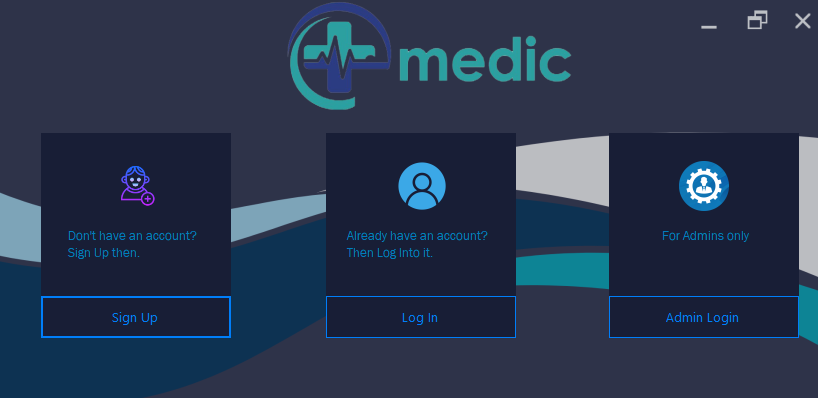 medic
Don't have an account?
Sign Up then.
Already have an account?
Then Log Into it.
For Admins only
Sign Up
Log In
Admin Login